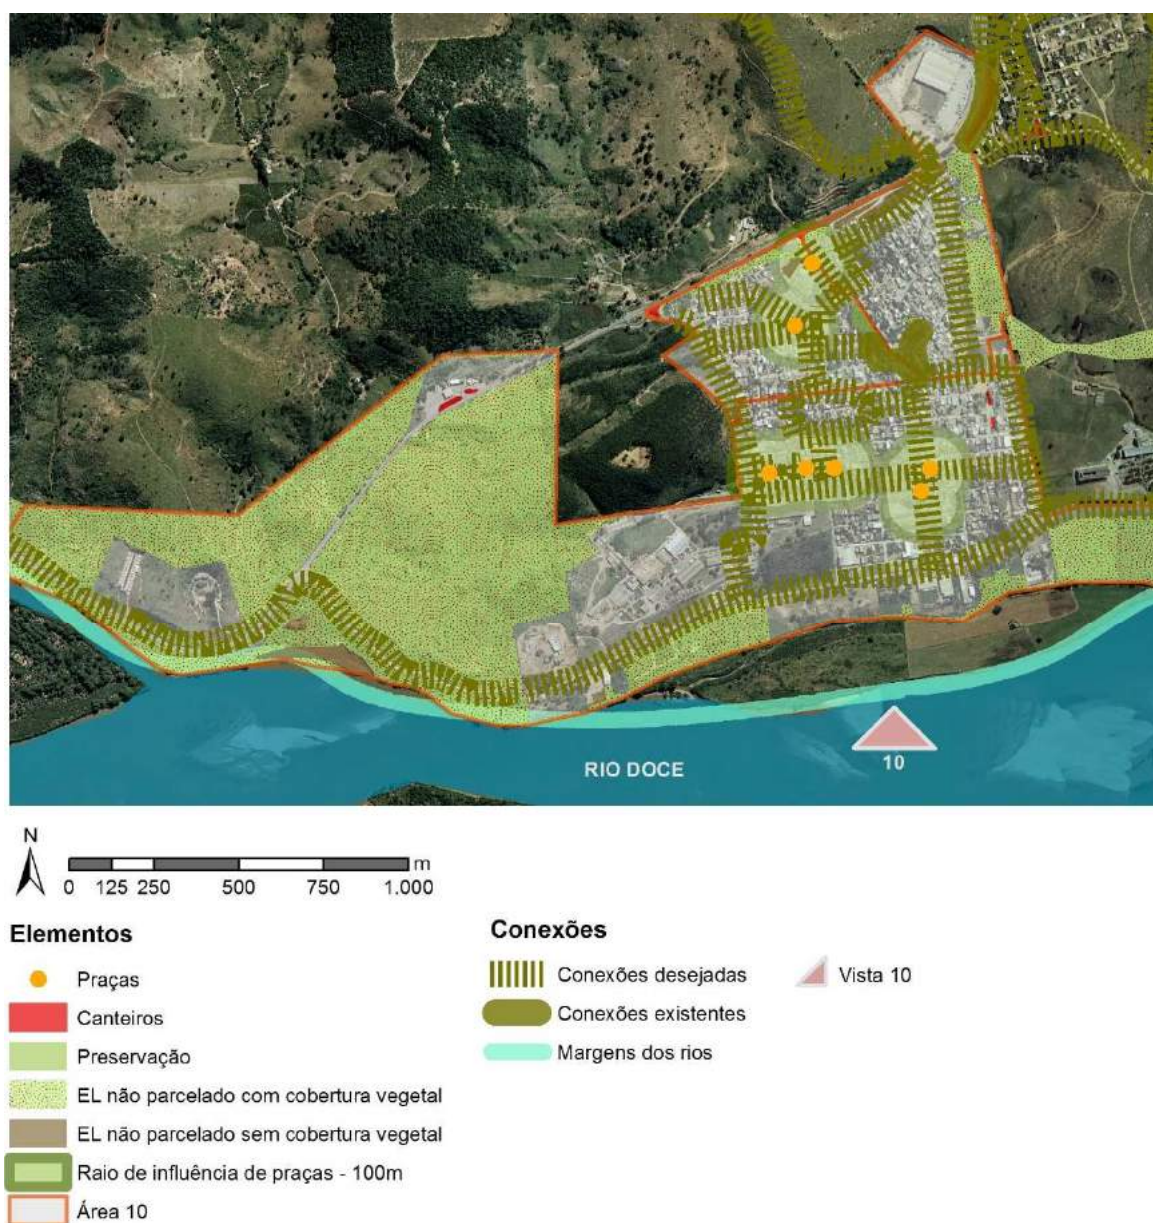 RIO DOCE
10
N
m
0 125 250 500 750 1.000
Elementos
Praças
Canteiros
Preservação
EL não parcelado com cobertura vegetal
EL não parcelado sem cobertura vegetal
Raio de influência de praças - 100m
Área 10
Conexões
Conexões desejadas
Vista 10
Conexões existentes
Margens dos rios